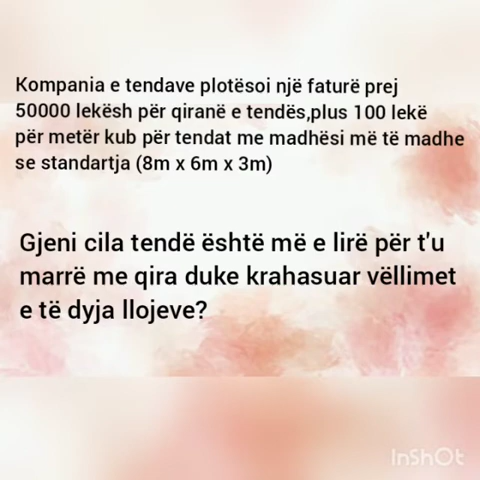 Kompania e tendave plotësoi një faturë prej
50000 lekësh për qiranë e tendës,plus 100 lekë
për metër kub për tendat me madhësi më të madhe
se standartja (8m x 6m x 3m)
Gjeni cila tendë është më e lirë për t'u
marrë me qira duke krahasuar vëllimet
e të dyja llojeve?
InShOt